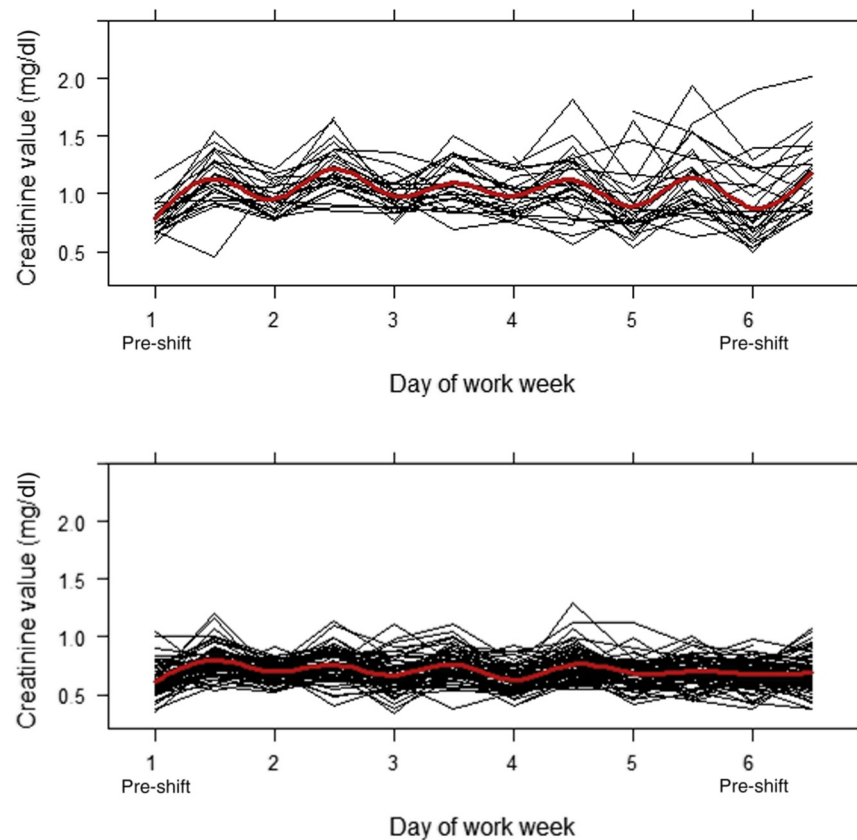 Creatinine value (mg/dl)
2.0
1.5
1.0
0.5
1 2 3 4 5 6
Pre-shift Pre-shift
Day of work week
Creatinine value (mg/dl)
2.0
1.5
1.0
0.5
1 2 3 4 5 6
Pre-shift Pre-shift
Day of work week